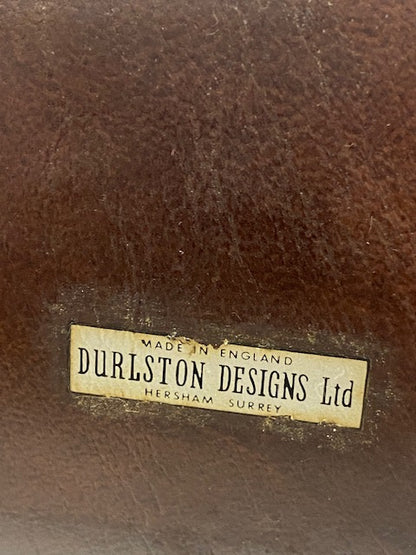 MADE IN ENGLAND
DURLSTON DESIGNS Ltd
HERSHAM SURREY